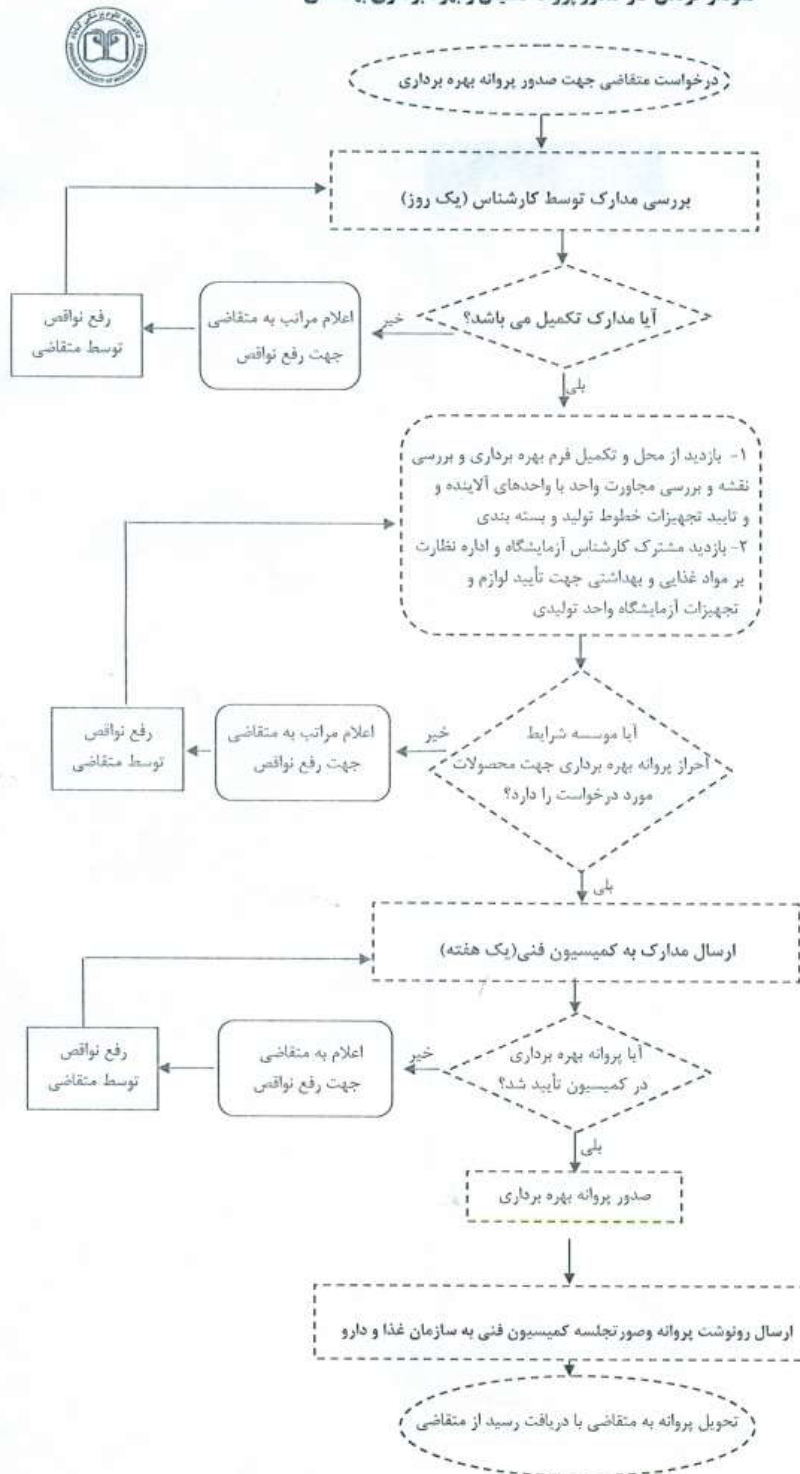 درخواست متقاضی جهت صدور پروانه بهره برداری
بررسی مدارک توسط کارشناس (یک روز)
آیا مدارک تکمیل می باشد؟
خیر
اعلام مراتب به متقاضی
جهت رفع نواقص
رفع نواقص
توسط متقاضی
بلی
۱- بازدید از محل و تکمیل فرم بهره برداری و بررسی
نقشه و بررسی مجاورت واحد با واحدهای آلاینده و
و تایید تجهیزات خطوط تولید و بسته بندی
۲- بازدید مشترک کارشناس آزمایشگاه و اداره نظارت
بر مواد غذایی و بهداشتی جهت تأیید لوازم و
تجهیزات آزمایشگاه واحد تولیدی
آیا موسسه شرایط
احراز پروانه بهره برداری جهت محصولات
مورد درخواست را دارد؟
خیر
اعلام مراتب به متقاضی
جهت رفع نواقص
رفع نواقص
توسط متقاضی
بلی
ارسال مدارک به کمیسیون فنی(یک هفته)
آیا پروانه بهره برداری
در کمیسیون تأیید شد؟
خیر
اعلام به متقاضی
جهت رفع نواقص
رفع نواقص
توسط متقاضی
بلی
صدور پروانه بهره برداری
ارسال رونوشت پروانه وصورتجلسه کمیسیون فنی به سازمان غذا و دارو
تحویل پروانه به متقاضی با دریافت رسید از متقاضی